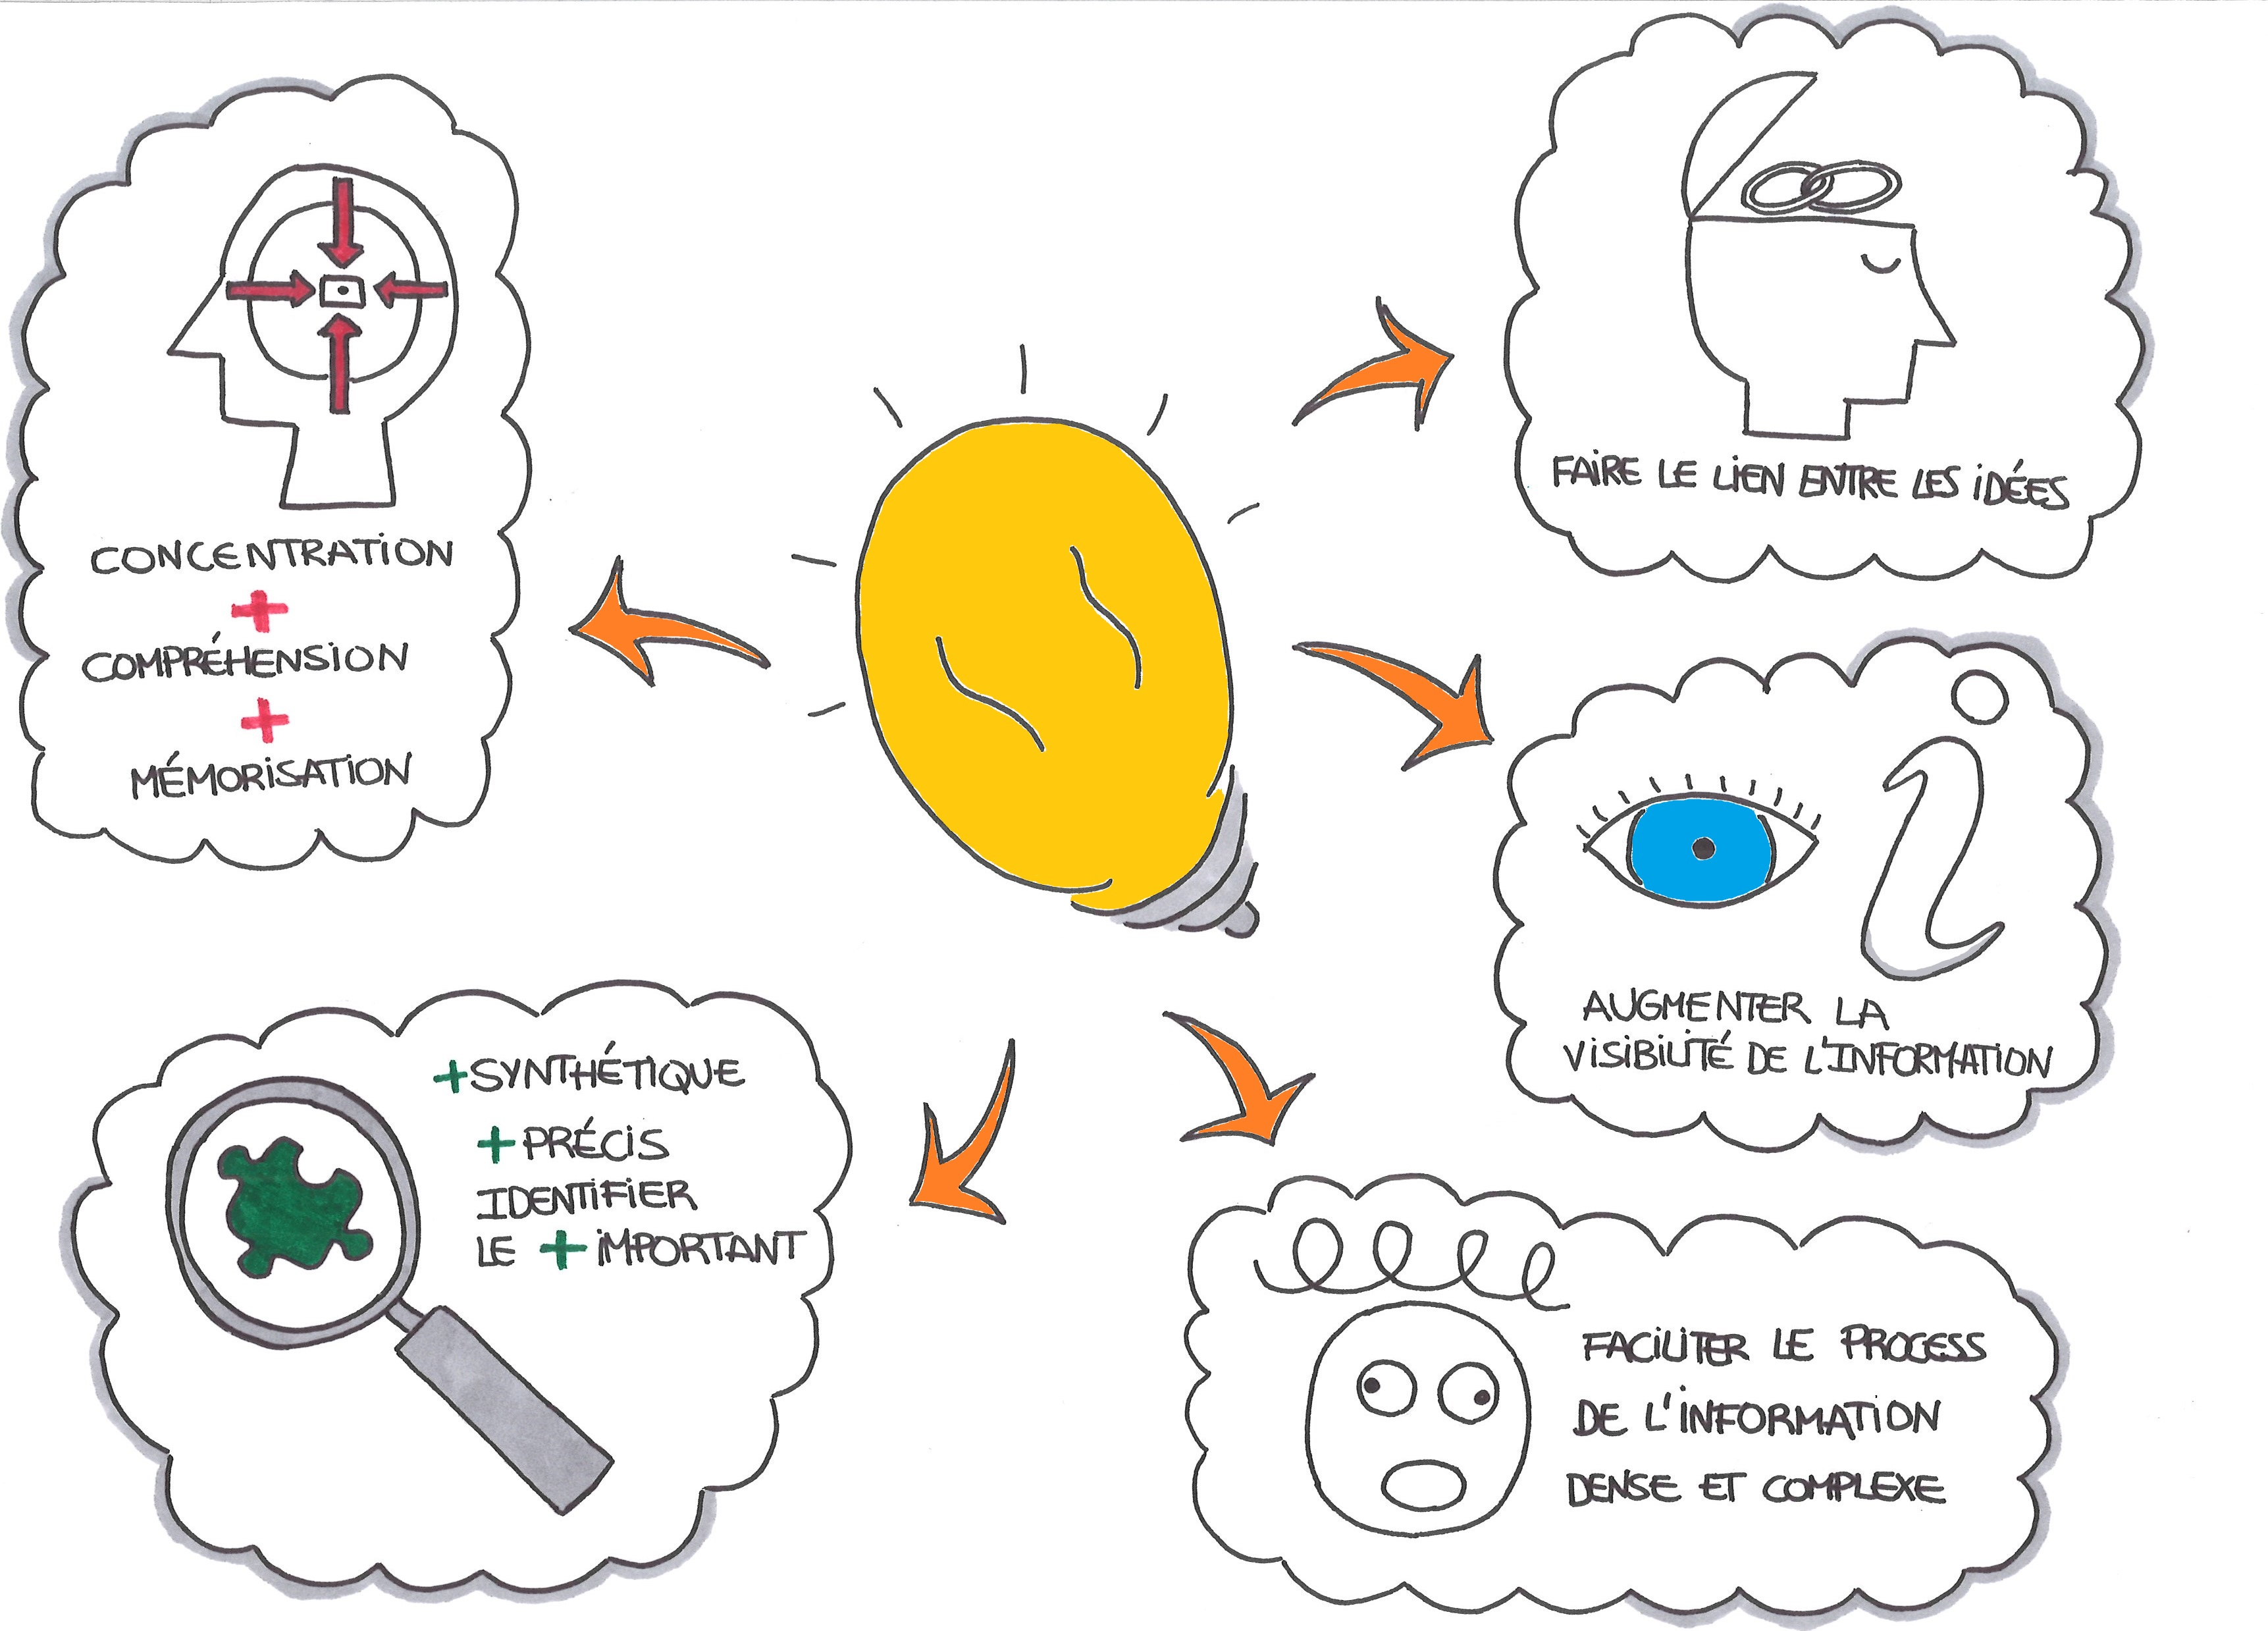 CONCENTRATION
+
COMPRÉHENSION
+
MÉMORISATION
FAIRE LE LIEN ENTRE LES IDÉES
i
AUGMENTER LA
VISIBILITÉ DE L'INFORMATION
+SYNTHÉTIQUE
+PRÉCIS
IDENTIFIER
LE + IMPORTANT
FACILITER LE PROCESS
DE L'INFORMATION
DENSE ET COMPLEXE